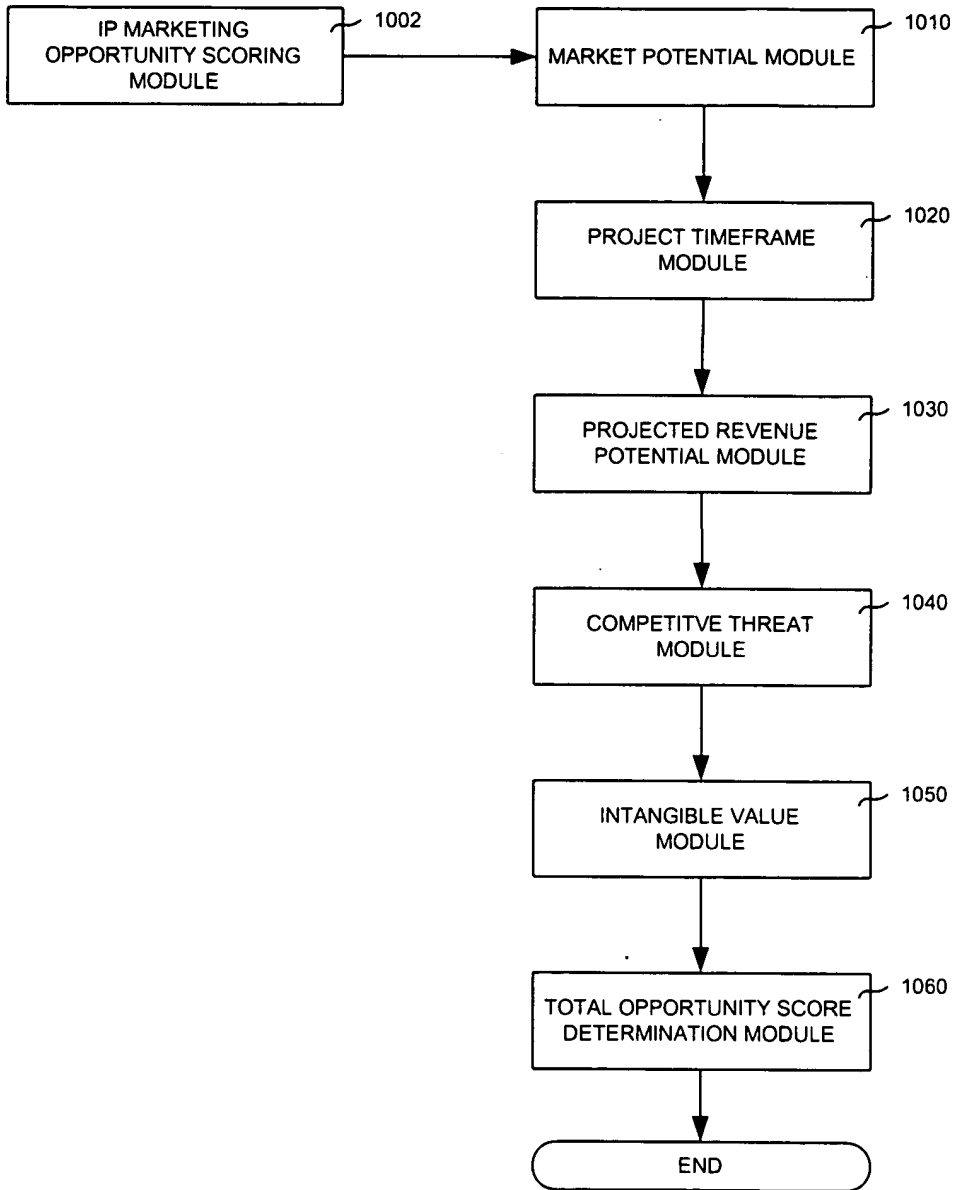 IP MARKETING
OPPORTUNITY SCORING
MODULE
1002
MARKET POTENTIAL MODULE
1010
PROJECT TIMEFRAME
MODULE
1020
PROJECTED REVENUE
POTENTIAL MODULE
1030
COMPETITVE THREAT
MODULE
1040
INTANGIBLE VALUE
MODULE
1050
TOTAL OPPORTUNITY SCORE
DETERMINATION MODULE
1060
END